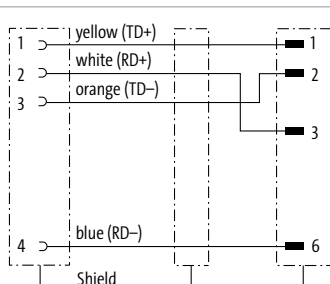 1 yellow (TD+) 1
2 white (RD+) 2
3 orange (TD–)
3
4 blue (RD–) 6
Shield